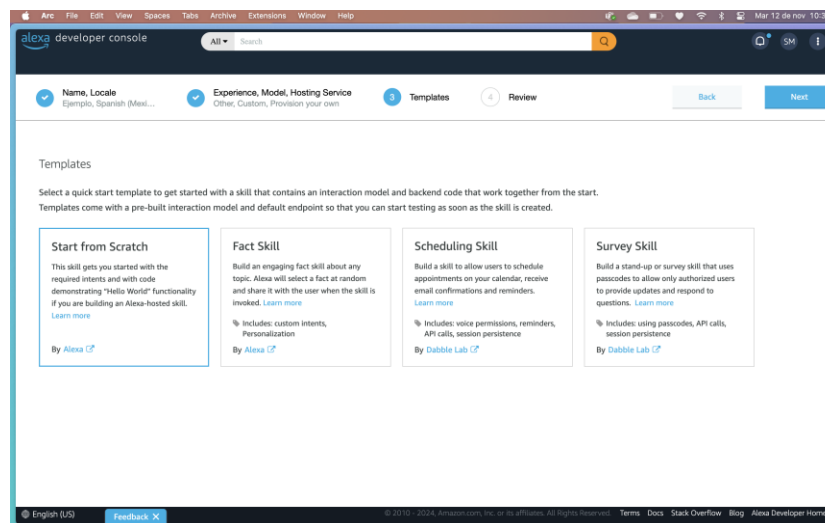 Arc File Edit View Spaces Tabs Archive Extensions Window Help Mar 12 de nov 10:3
alexa developer console
All Search
SM
Name, Locale
Ejemplo, Spanish (Mexi...
Experience, Model, Hosting Service
Other, Custom, Provision your own
3 Templates
4 Review
Back
Next
Templates
Select a quick start template to get started with a skill that contains an interaction model and backend code that work together from the start.
Templates come with a pre-built interaction model and default endpoint so that you can start testing as soon as the skill is created.
Start from Scratch
This skill gets you started with the
required intents and with code
demonstrating "Hello World" functionality
if you are building an Alexa-hosted skill.
Learn more
By Alexa
Fact Skill
Build an engaging fact skill about any
topic. Alexa will select a fact at random
and share it with the user when the skill is
invoked. Learn more
Includes: custom intents,
Personalization
By Alexa
Scheduling Skill
Build a skill to allow users to schedule
appointments on your calendar, receive
email confirmations and reminders.
Learn more
Includes: voice permissions, reminders,
API calls, session persistence
By Dabble Lab
Survey Skill
Build a stand-up or survey skill that uses
passcodes to allow only authorized users
to provide updates and respond to
questions. Learn more
Includes: using passcodes, API calls,
session persistence
By Dabble Lab
English (US)
Feedback X
© 2010 - 2024, Amazon.com, Inc. or its affiliates. All Rights Reserved. Terms Docs Stack Overflow Blog Alexa Developer Home